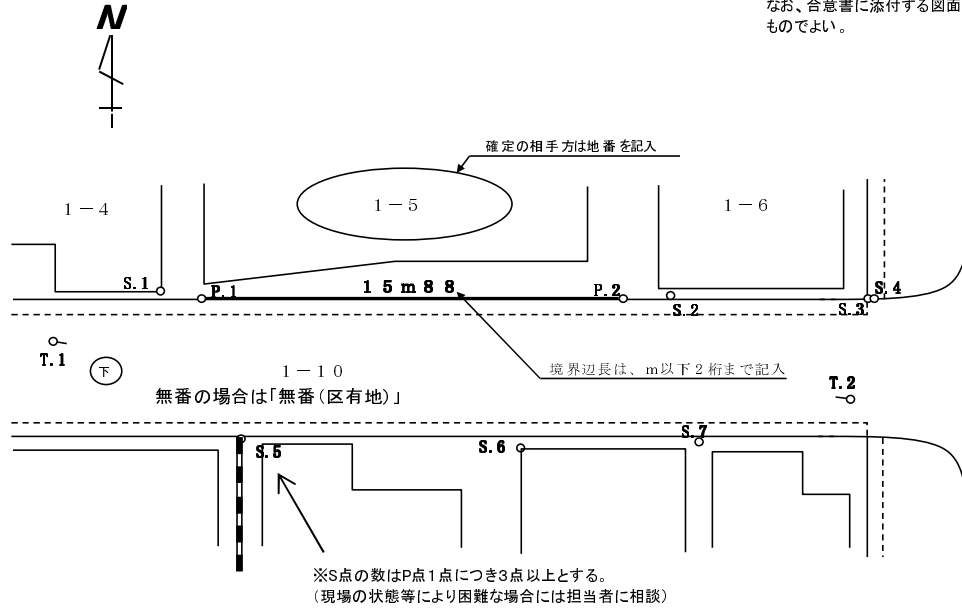 なお、合意書に添付する図面
ものでよい。
N
確定の相手方は地番を記入
1-4
1-5
1-6
S.1
P.1
15m88
P.2
S.2
S.3
S.4
T.1
下
1-10
境界辺長は、m以下2桁まで記入
無番の場合は「無番(区有地)」
T.2
S.5
S.6
S.7
※S点の数はP点1点につき3点以上とする。
(現場の状態等により困難な場合には担当者に相談)